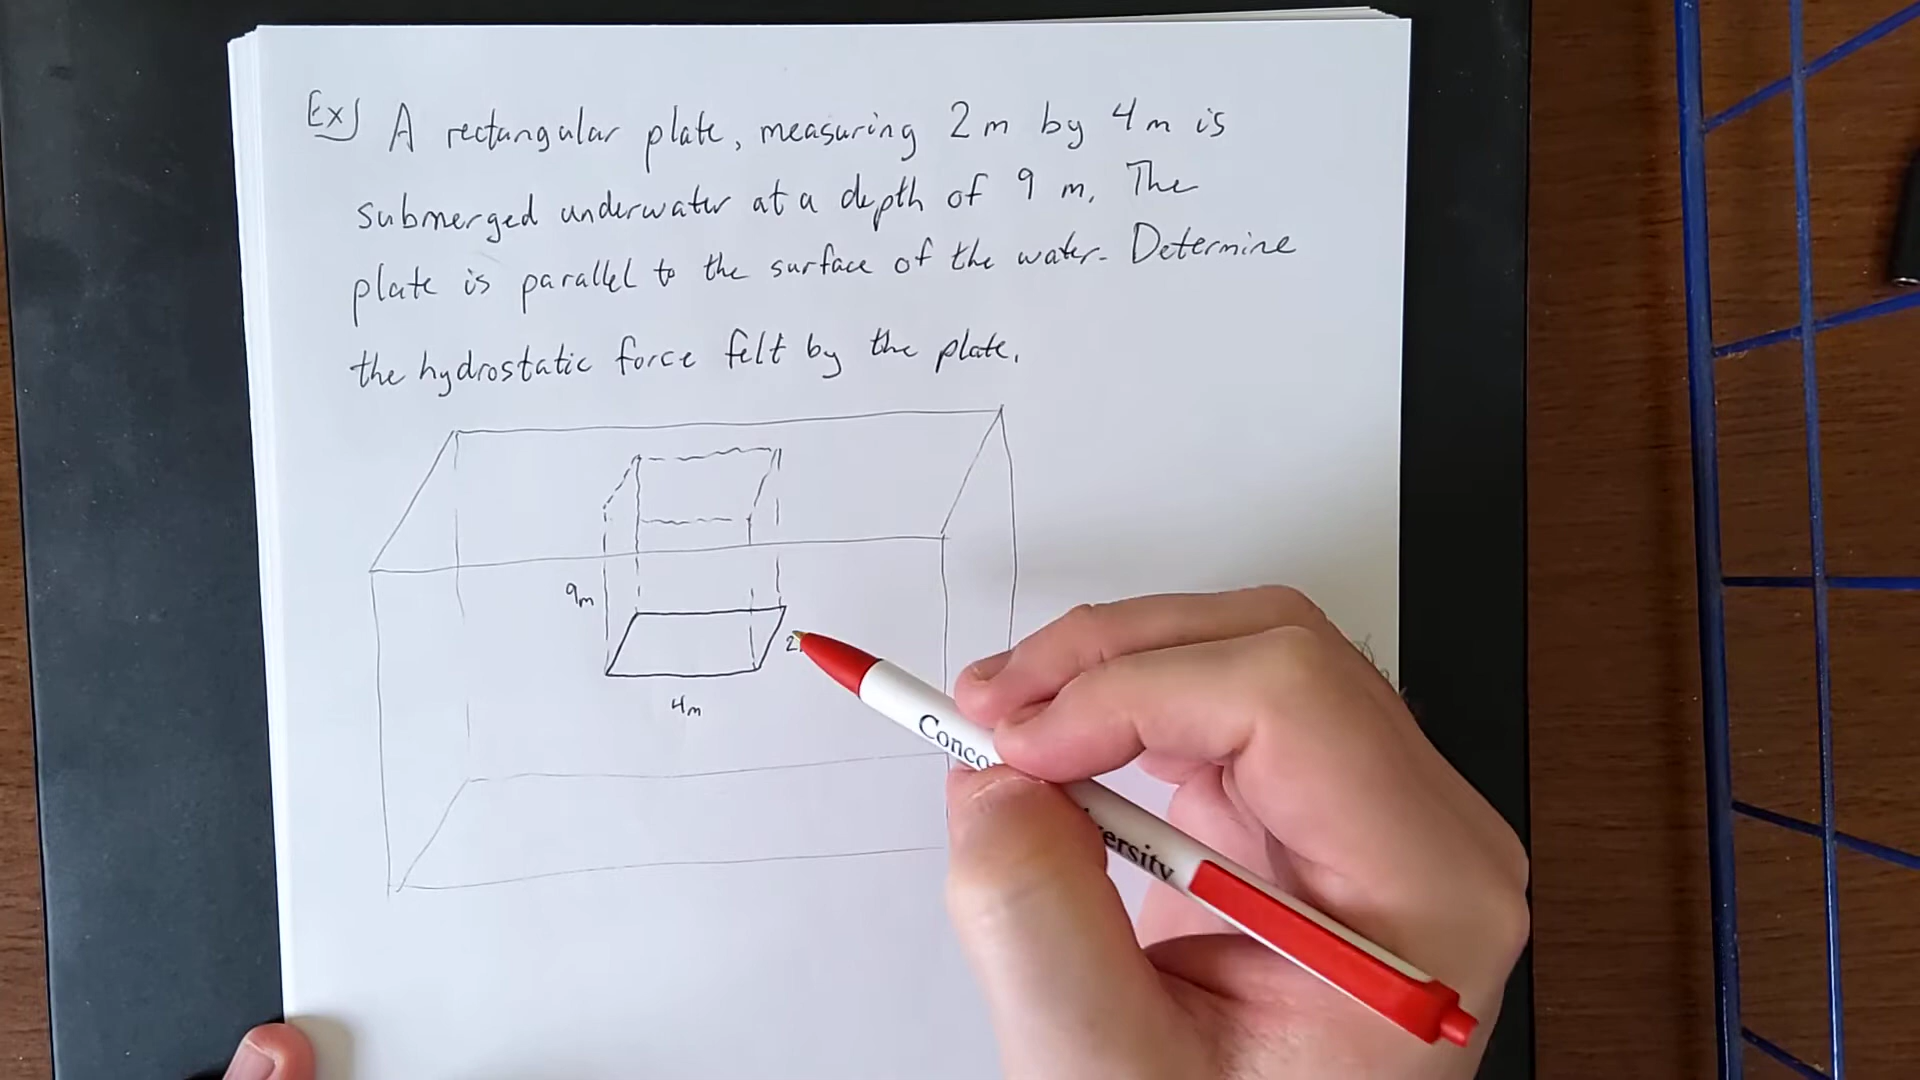 Ex) A rectangular plate, measuring 2 m by 4 m is
submerged underwater at a depth of 9 m. The
plate is parallel to the surface of the water. Determine
the hydrostatic force felt by the plate.
9m
2
4m
Conco
ersity